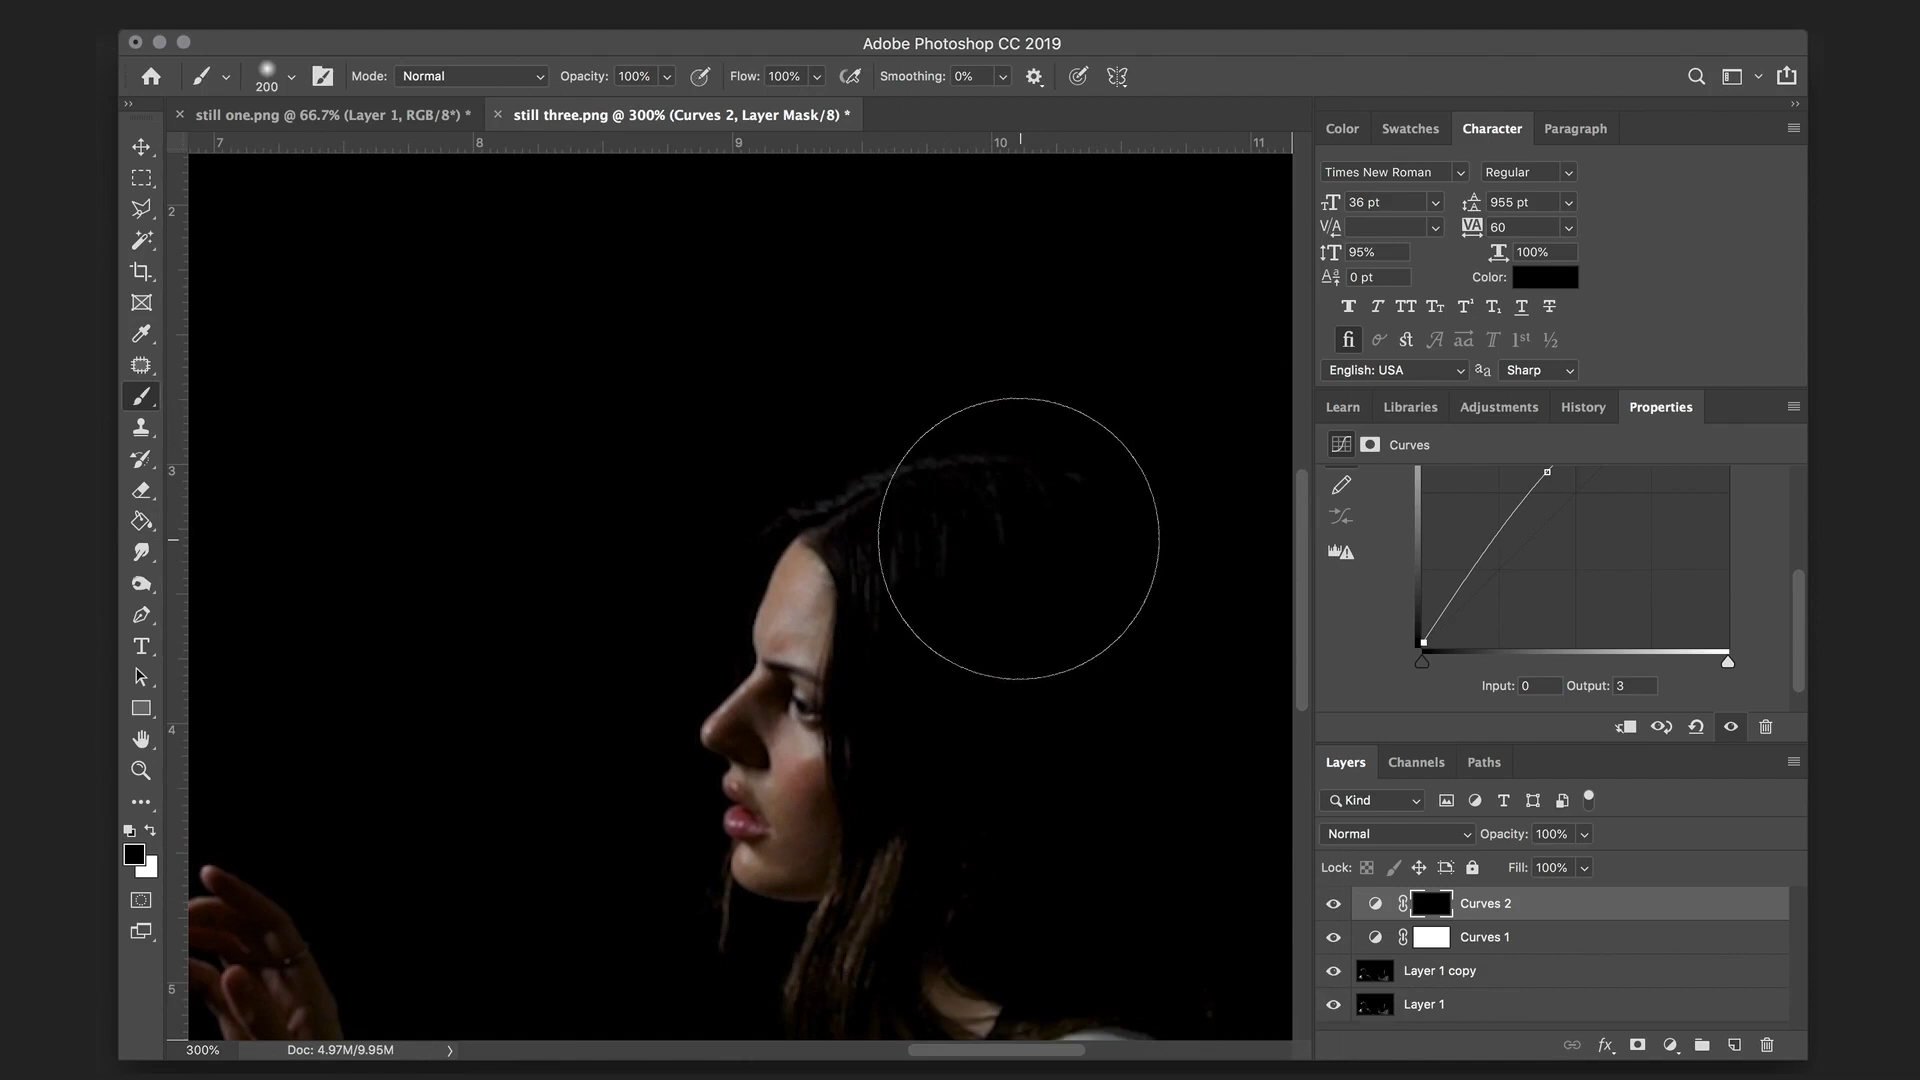 Adobe Photoshop CC 2019
200 Mode: Normal Opacity: 100% Flow: 100% Smoothing: 0%
still one.png @ 66.7% (Layer 1, RGB/8*) * still three.png @ 300% (Curves 2, Layer Mask/8) *
7 8 9 10 11
2
3
4
5
Color Swatches Character Paragraph
Times New Roman Regular
36 pt 955 pt
60
95% 100%
0 pt Color:
English: USA Sharp
Learn Libraries Adjustments History Properties
Curves
Input: 0 Output: 3
Layers Channels Paths
Kind
Normal Opacity: 100%
Lock: Fill: 100%
Curves 2
Curves 1
Layer 1 copy
Layer 1
300% Doc: 4.97M/9.95M